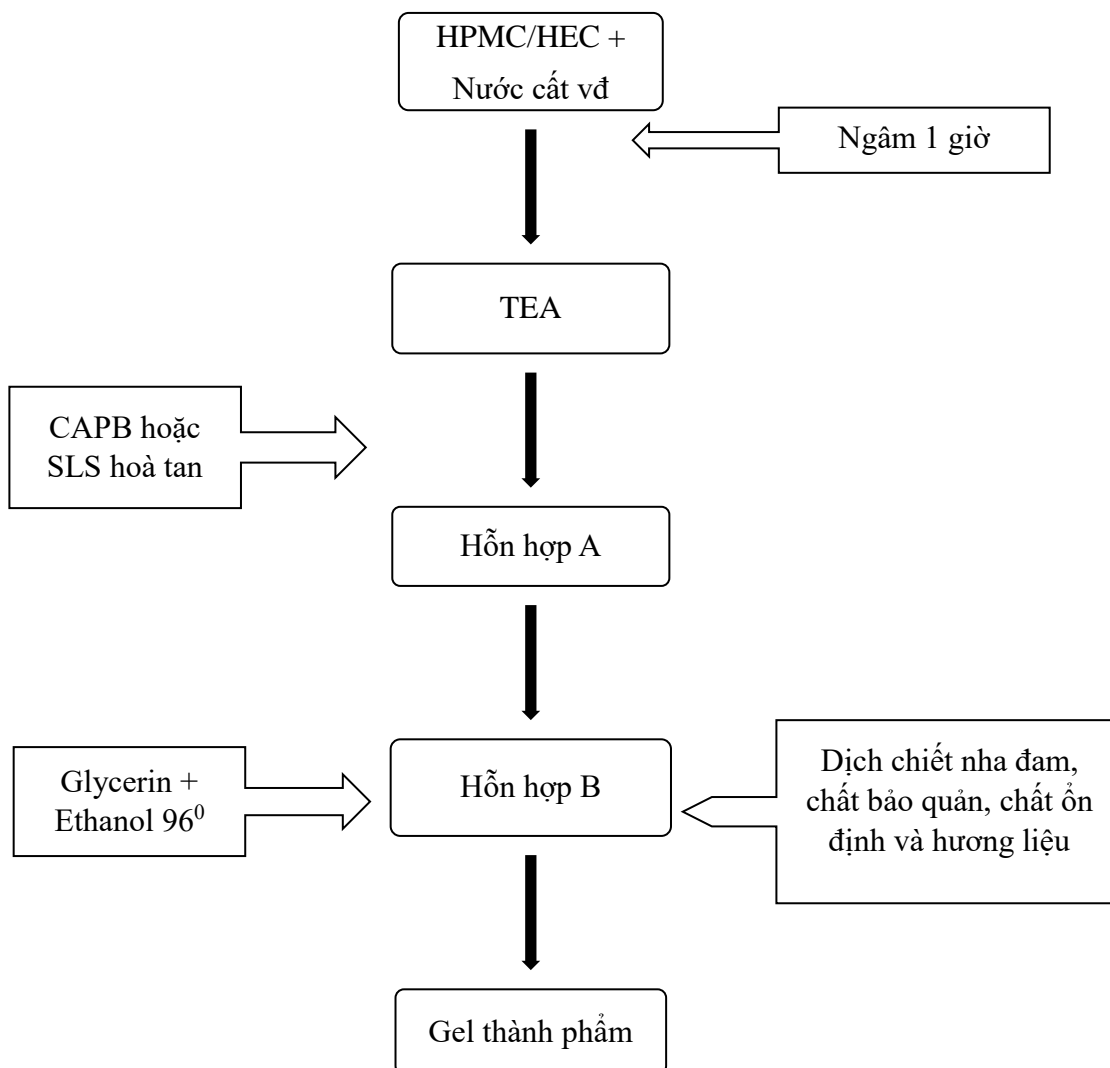 HPMC/HEC +
Nước cất vđ
Ngâm 1 giờ
TEA
CAPB hoặc
SLS hoà tan
Hỗn hợp A
Glycerin +
Ethanol 96⁰
Hỗn hợp B
Dịch chiết nha đam,
chất bảo quản, chất ổn
định và hương liệu
Gel thành phẩm